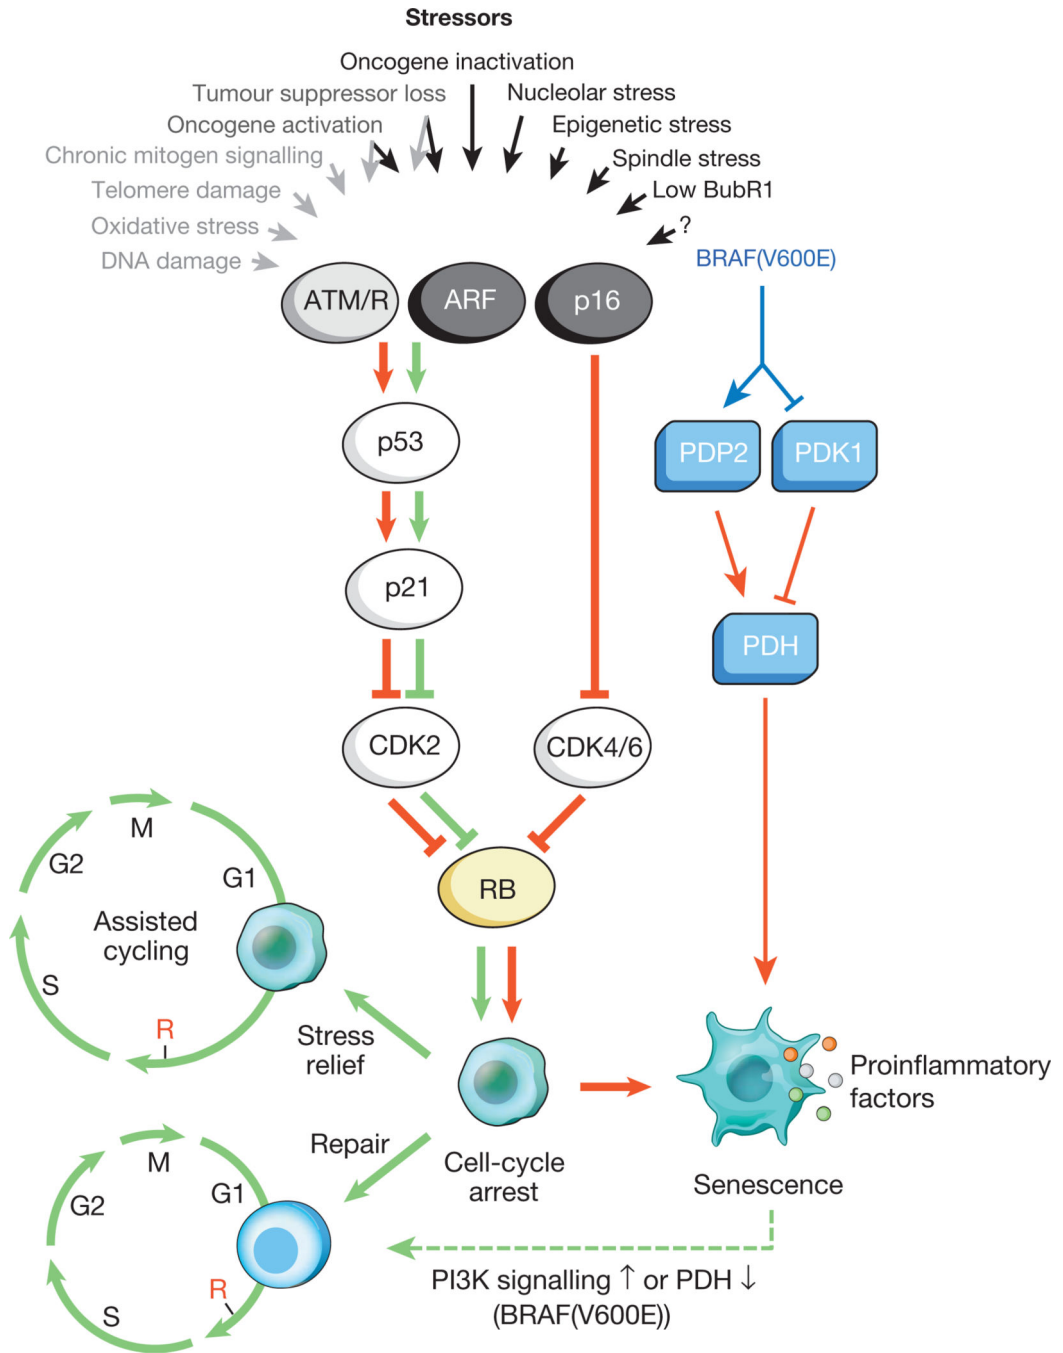 Stressors
Oncogene inactivation
Tumour suppressor loss
Nucleolar stress
Oncogene activation
Epigenetic stress
Chronic mitogen signalling
Spindle stress
Telomere damage
Low BubR1
Oxidative stress
?
DNA damage
BRAF(V600E)
ATM/R
ARF
p16
p53
PDP2
PDK1
p21
PDH
CDK2
CDK4/6
M
G2
G1
RB
Assisted
cycling
S
R
Stress
relief
Proinflammatory
factors
Repair
Cell-cycle
arrest
Senescence
M
G2
G1
R
S
PI3K signalling ↑ or PDH ↓
(BRAF(V600E))